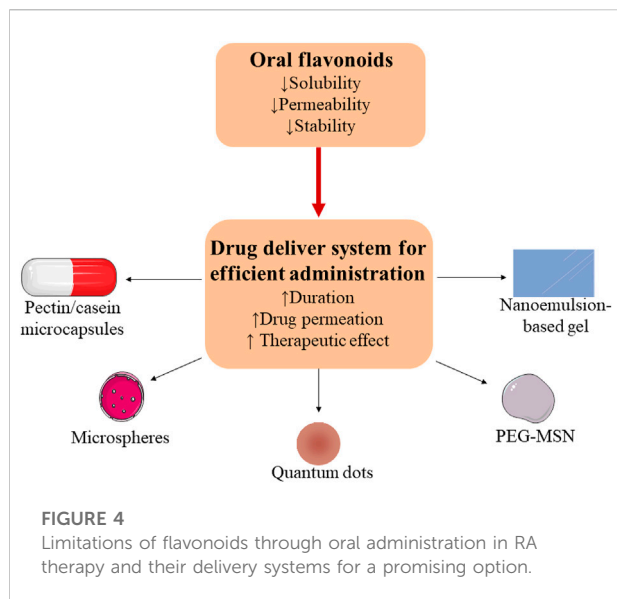 Oral flavonoids
↓Solubility
↓Permeability
↓Stability
Drug deliver system for
efficient administration
↑Duration
↑Drug permeation
↑ Therapeutic effect
Pectin/casein
microcapsules
Nanoemulsion-
based gel
Microspheres
PEG-MSN
Quantum dots
FIGURE 4
Limitations of flavonoids through oral administration in RA
therapy and their delivery systems for a promising option.